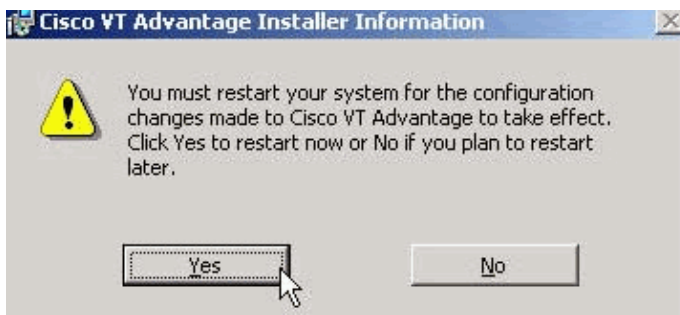 Cisco VT Advantage Installer Information
You must restart your system for the configuration
changes made to Cisco VT Advantage to take effect.
Click Yes to restart now or No if you plan to restart
later.
Yes
No